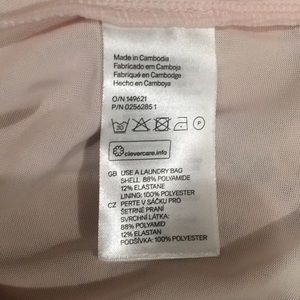 Made in Cambodia
Fabricado em Camboja
Fabriqué en Cambodge
Hecho en Camboya
O/N 149621
P/N 02562851
30
P
clevercare.info
GB USE A LAUNDRY BAG
SHELL: 88% POLYAMIDE
12% ELASTANE
LINING: 100% POLYESTER
CZ PERTE V SÁČKU PRO
ŠETRNÉ PRANÍ
SVRCHNÍ LÁTKA:
88% POLYAMID
12% ELASTAN
PODŠÍVKA: 100% POLYESTER